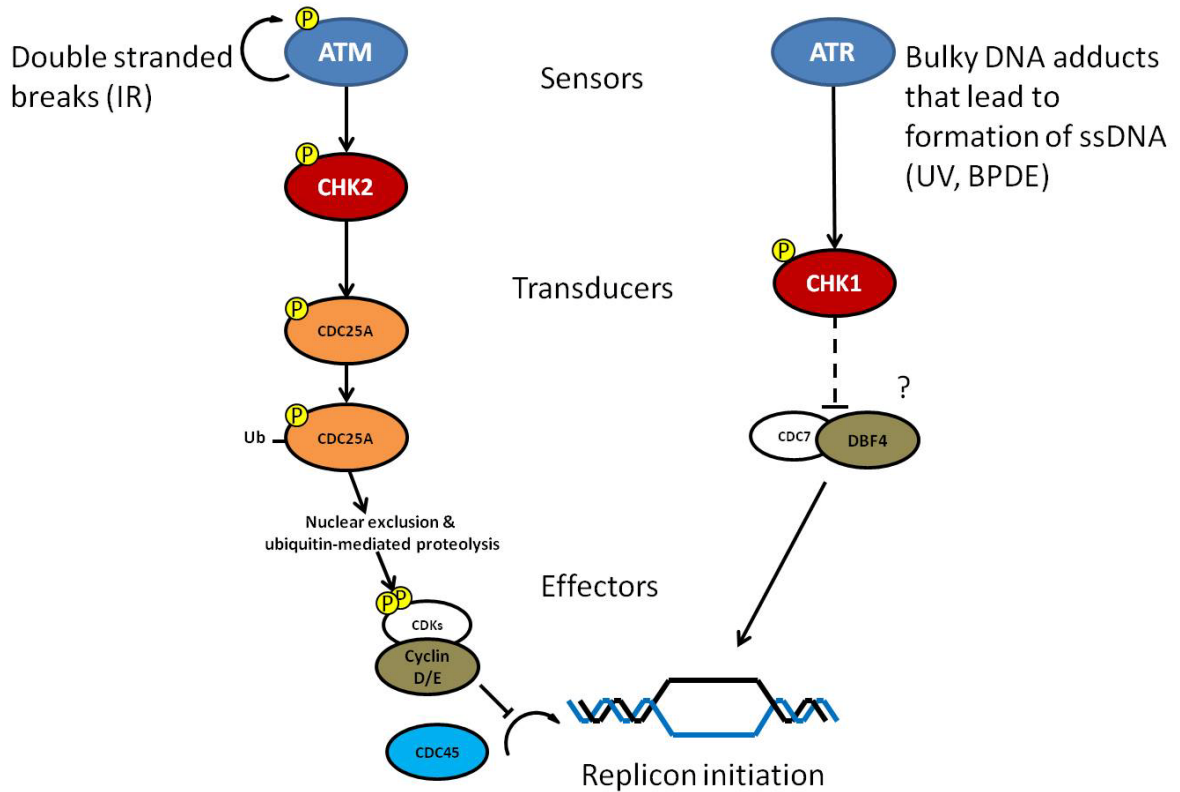 Double stranded
breaks (IR)
P
ATM
Sensors
ATR
Bulky DNA adducts
that lead to
formation of ssDNA
(UV, BPDE)
P
CHK2
Transducers
P
CHK1
P
CDC25A
?
P
Ub
CDC25A
CDC7
DBF4
Nuclear exclusion &
ubiquitin-mediated proteolysis
Effectors
P P
CDKs
Cyclin
D/E
CDC45
Replicon initiation